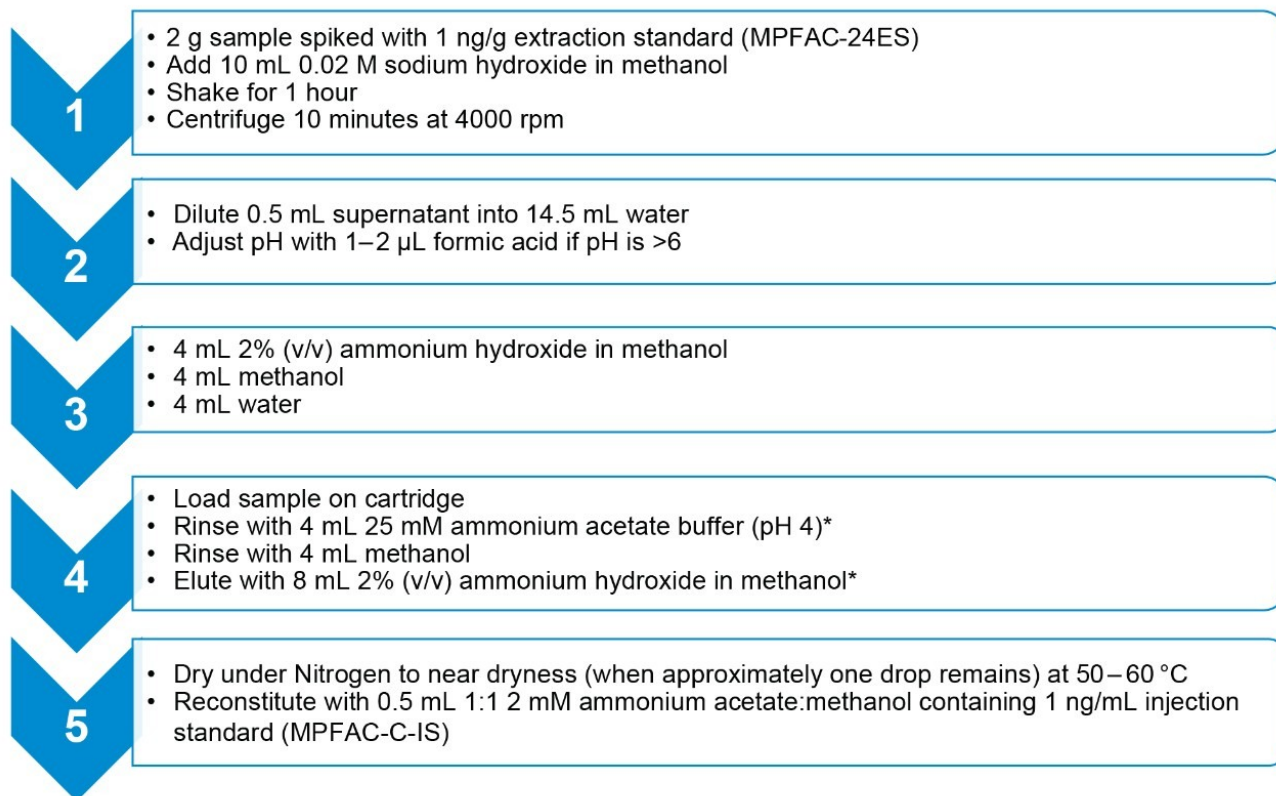 1
• 2 g sample spiked with 1 ng/g extraction standard (MPFAC-24ES)
• Add 10 mL 0.02 M sodium hydroxide in methanol
• Shake for 1 hour
• Centrifuge 10 minutes at 4000 rpm
2
• Dilute 0.5 mL supernatant into 14.5 mL water
• Adjust pH with 1–2 µL formic acid if pH is >6
3
• 4 mL 2% (v/v) ammonium hydroxide in methanol
• 4 mL methanol
• 4 mL water
4
• Load sample on cartridge
• Rinse with 4 mL 25 mM ammonium acetate buffer (pH 4)*
• Rinse with 4 mL methanol
• Elute with 8 mL 2% (v/v) ammonium hydroxide in methanol*
5
• Dry under Nitrogen to near dryness (when approximately one drop remains) at 50–60 °C
• Reconstitute with 0.5 mL 1:1 2 mM ammonium acetate:methanol containing 1 ng/mL injection
standard (MPFAC-C-IS)